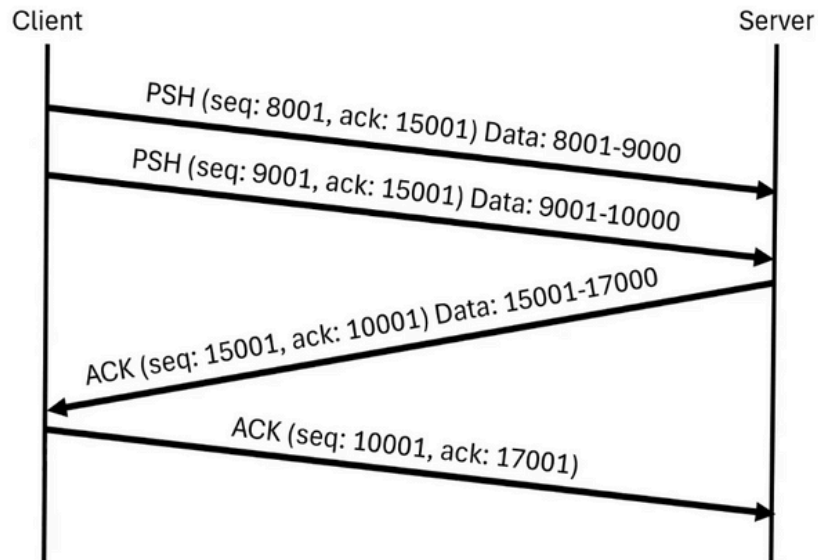 Client
Server
PSH (seq: 8001, ack: 15001) Data: 8001-9000
PSH (seq: 9001, ack: 15001) Data: 9001-10000
ACK (seq: 15001, ack: 10001) Data: 15001-17000
ACK (seq: 10001, ack: 17001)